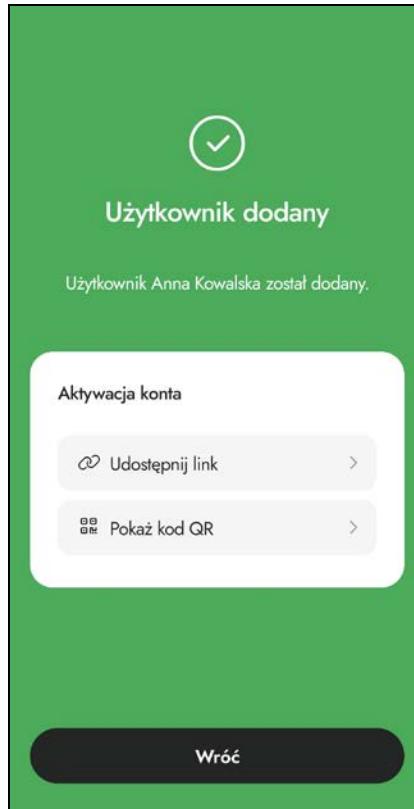 Użytkownik dodany
Użytkownik Anna Kowalska został dodany.
Aktywacja konta
Udostępnij link
Pokaż kod QR
Wróć